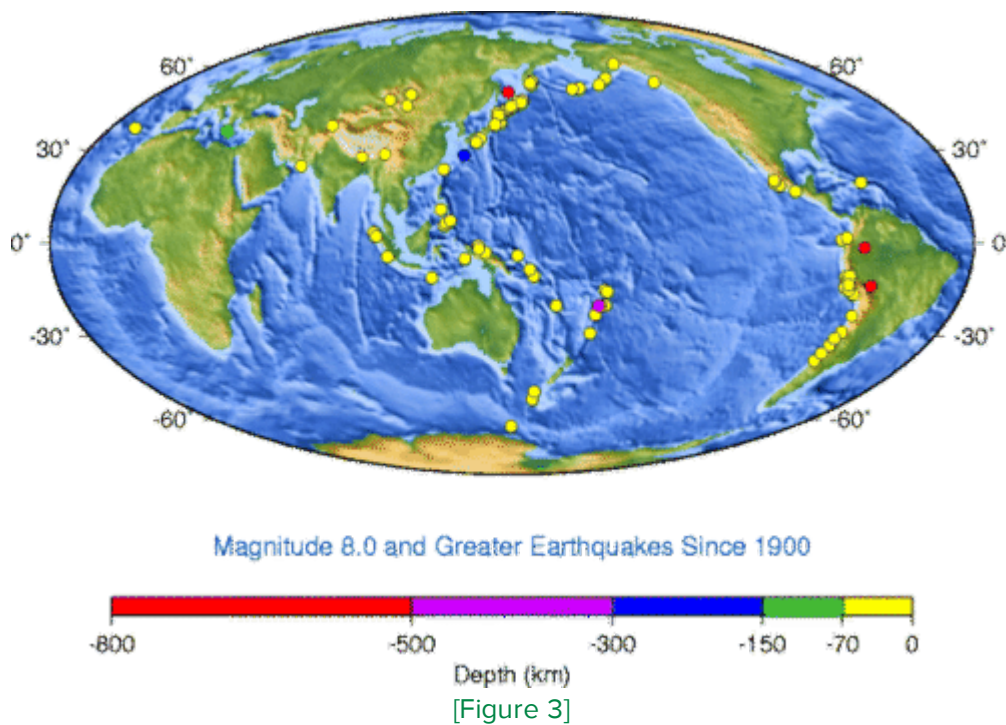 60° 60°
30° 30°
0° 0
-30° -30°
-60° -60°
Magnitude 8.0 and Greater Earthquakes Since 1900
-800 -500 -300 -150 -70 0
Depth (km)
[Figure 3]